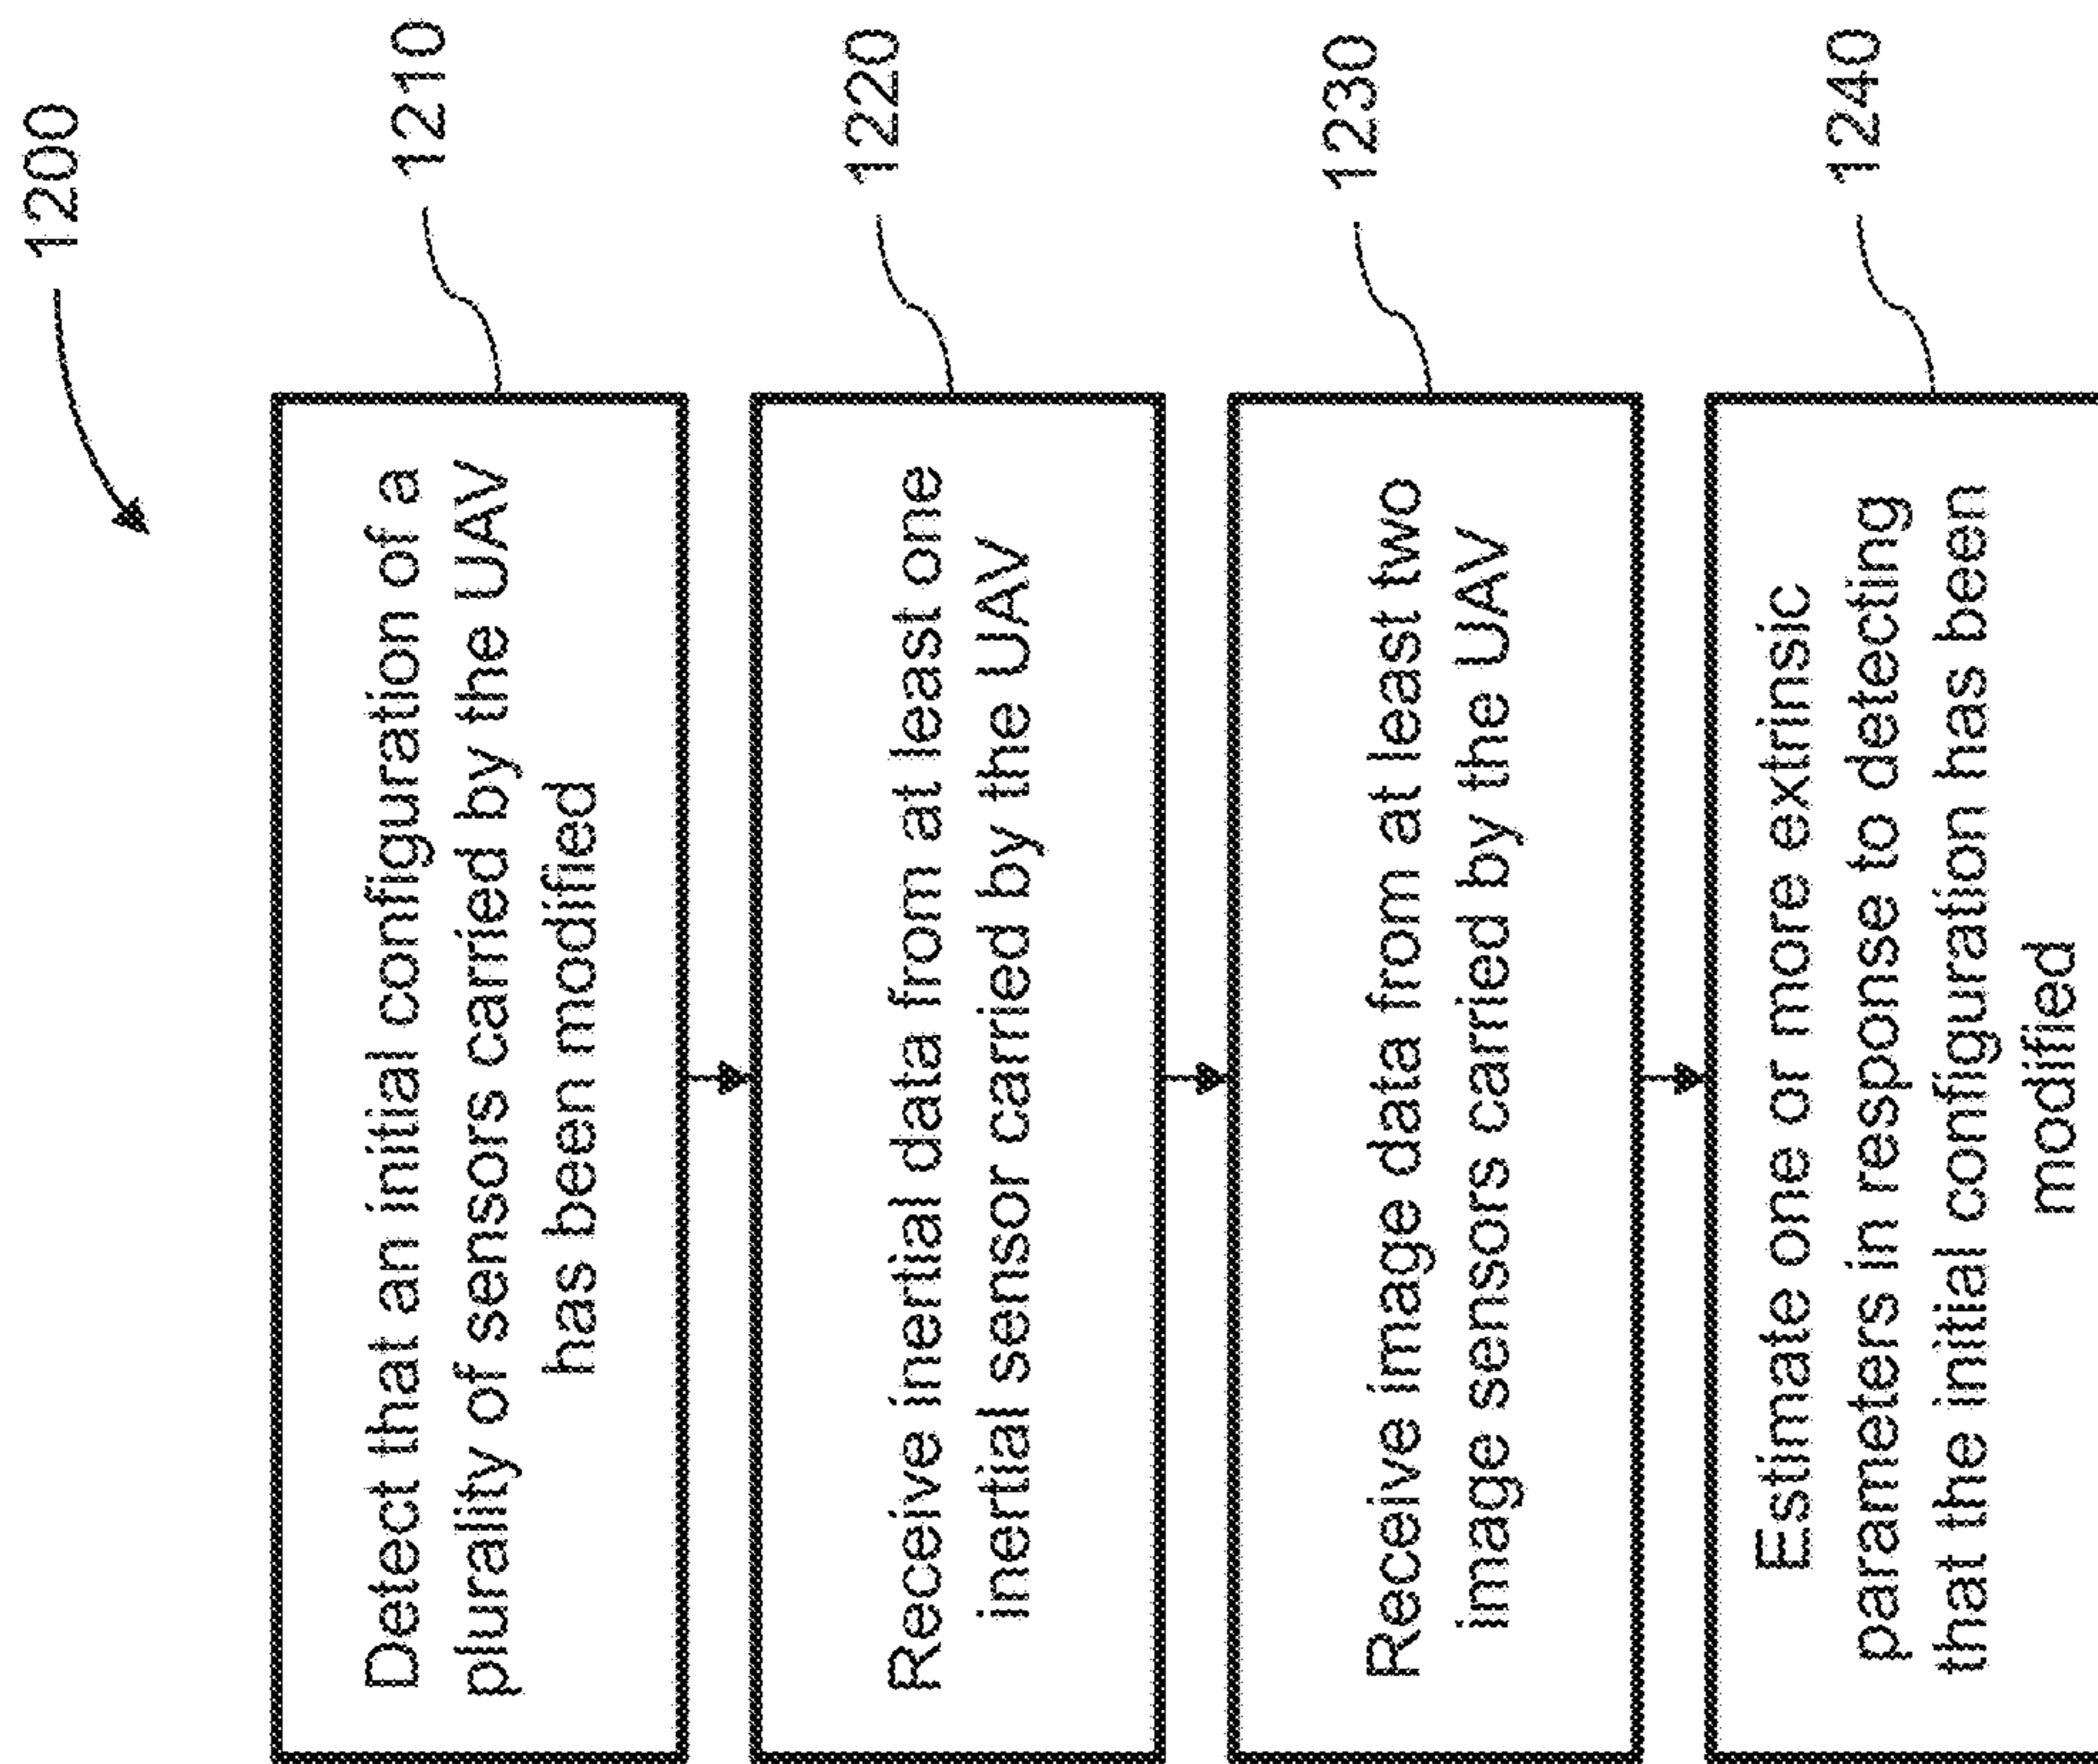 1200
Detect that an initial configuration of a
plurality of sensors carried by the UAV
has been modified
1210
Receive inertial data from at least one
inertial sensor carried by the UAV
1220
Receive image data from at least two
image sensors carried by the UAV
1230
Estimate one or more extrinsic
parameters in response to detecting
that the initial configuration has been
modified
1240